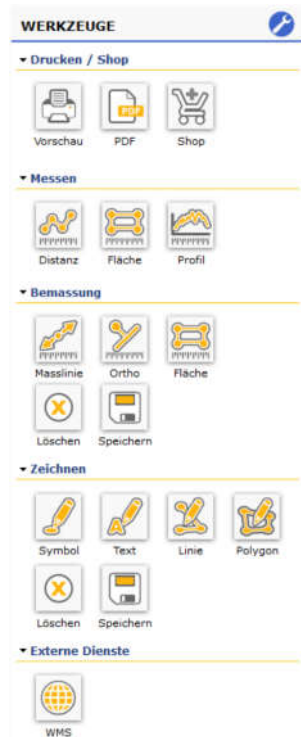 WERKZEUGE
Drucken / Shop
PDF
Vorschau PDF Shop
Messen
Distanz Fläche Profil
Bemassung
Masslinie Ortho Fläche
Löschen Speichern
Zeichnen
A
Symbol Text Linie Polygon
Löschen Speichern
Externe Dienste
WMS